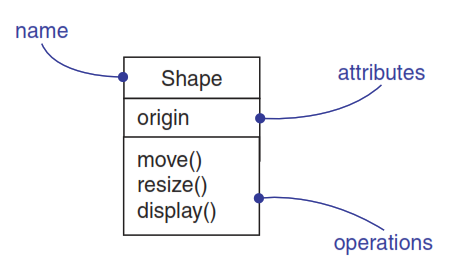 name
Shape
attributes
origin
move()
resize()
display()
operations